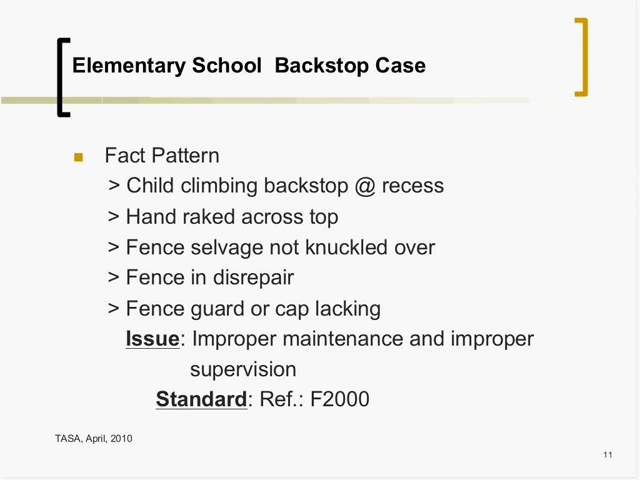 Elementary School  Backstop Case
Fact Pattern
> Child climbing backstop @ recess
> Hand raked across top
> Fence selvage not knuckled over
> Fence in disrepair
> Fence guard or cap lacking
Issue: Improper maintenance and improper
supervision
Standard: Ref.: F2000
TASA, April, 2010
11